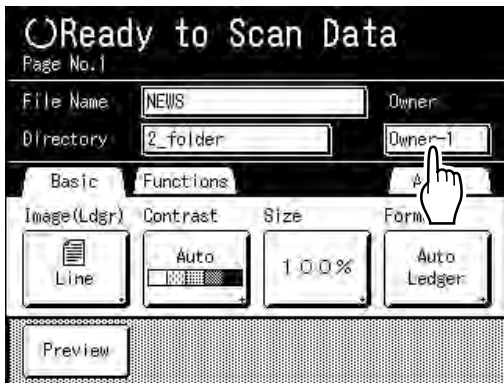 Ready to Scan Data
Page No.1
File Name NEWS Owner
Directory 2_folder Owner-1
Basic Functions
Image(Ldgr) Contrast Size
Line Auto 100% Auto
Ledger
Preview